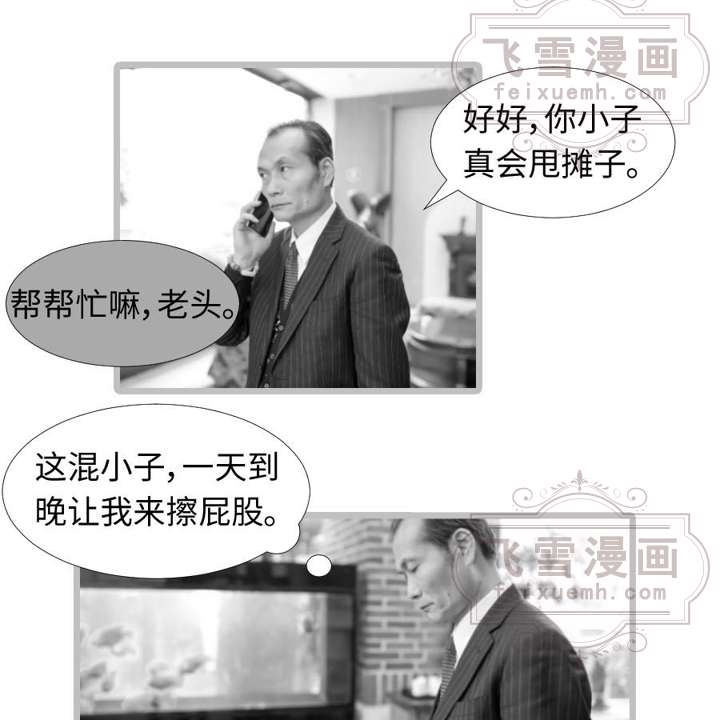 飞雪漫画
feixuemh.com
好好，你小子
真会甩摊子。
帮帮忙嘛，老头。
这混小子，一天到
晚让我来擦屁股。
飞雪漫画
feixuemh.com